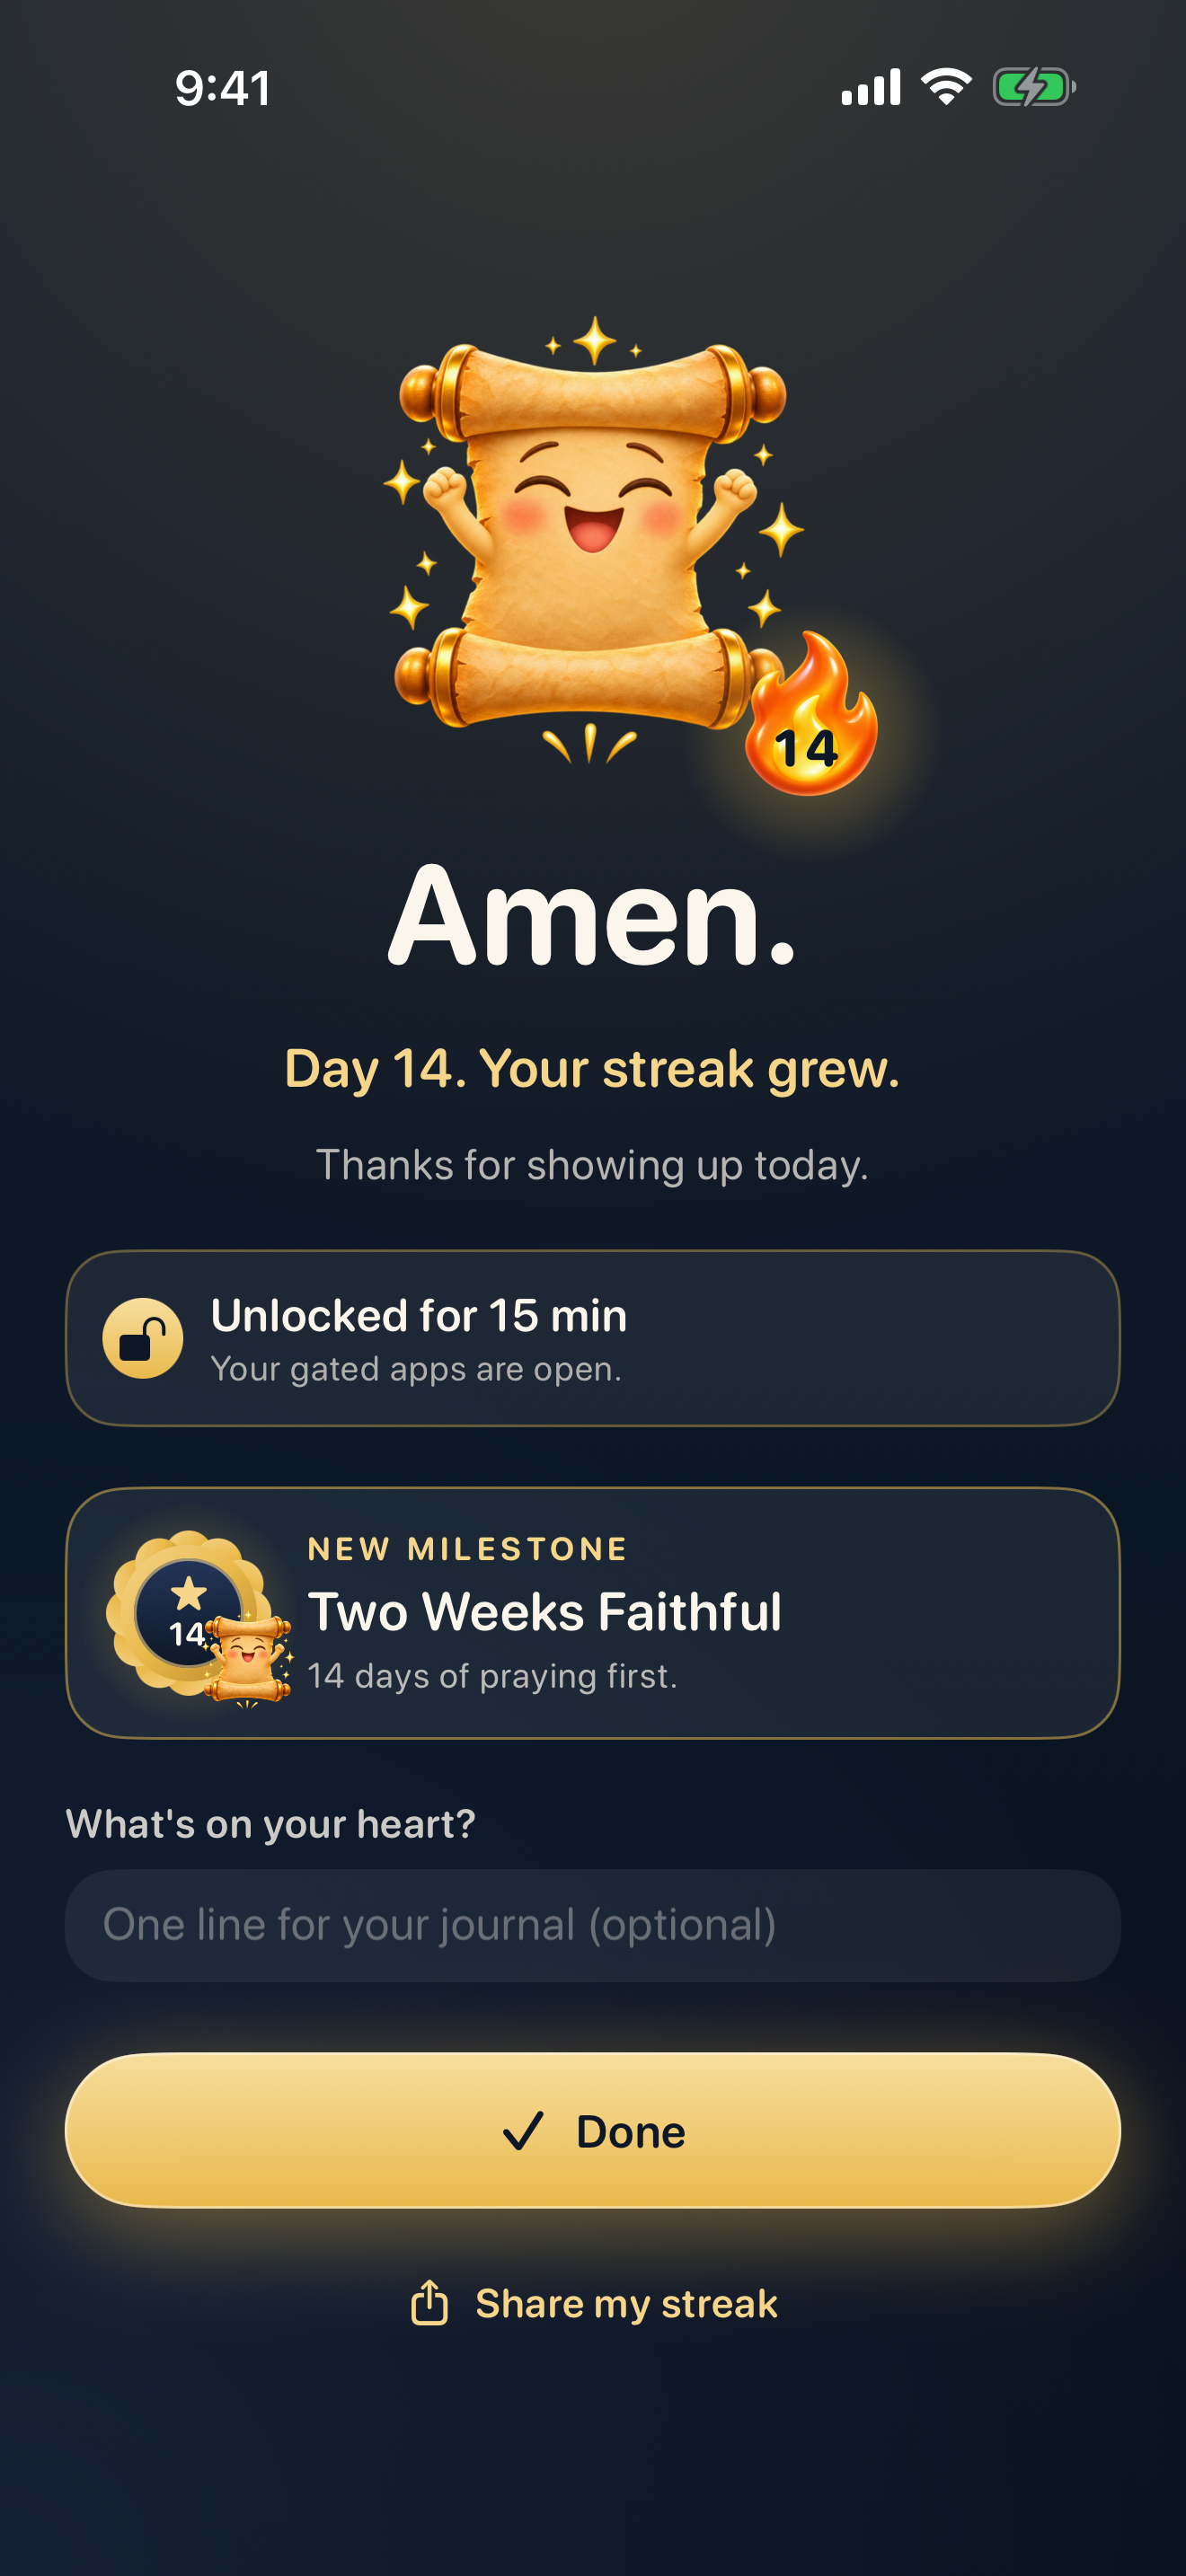 9:41
14
Amen.
Day 14. Your streak grew.
Thanks for showing up today.
Unlocked for 15 min
Your gated apps are open.
NEW MILESTONE
14
Two Weeks Faithful
14 days of praying first.
What's on your heart?
One line for your journal (optional)
Done
Share my streak